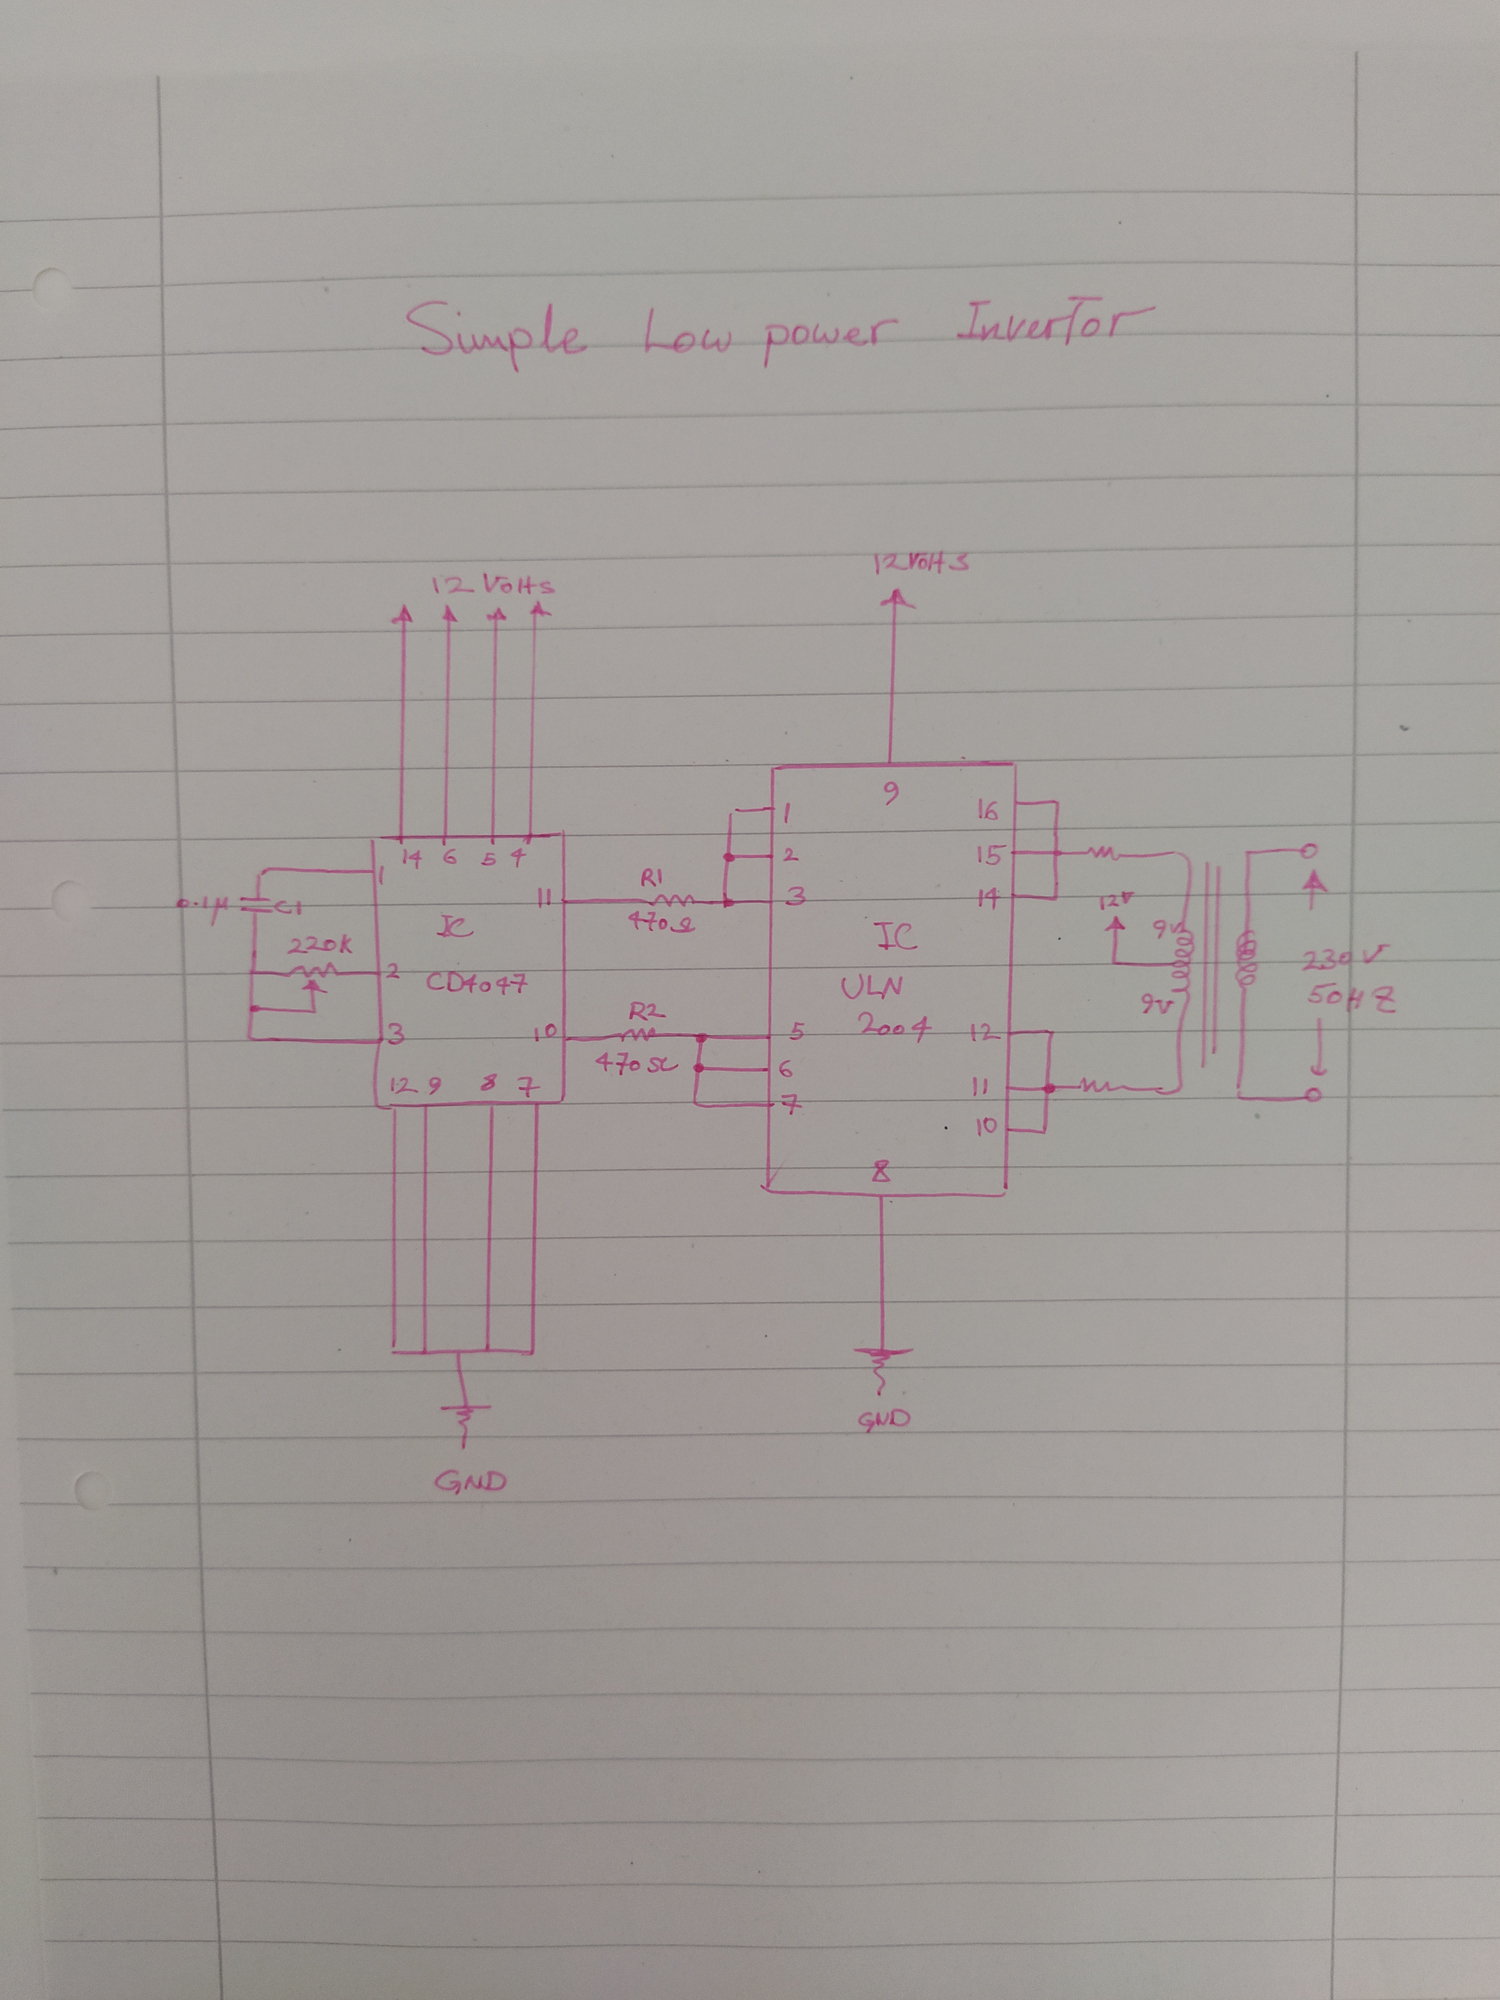 Simple Low power Invertor
12 Volts
12 Volts
14 6 5 4
1
0.1µ C1
220K
2
3
IC
CD4047
11
10
12 9 8 7
GND
R1
470Ω
R2
470Ω
9
1
2
3
5
6
7
IC
ULN
2004
16
15
14
12
11
10
8
GND
12V
9V
9V
230V
50HZ